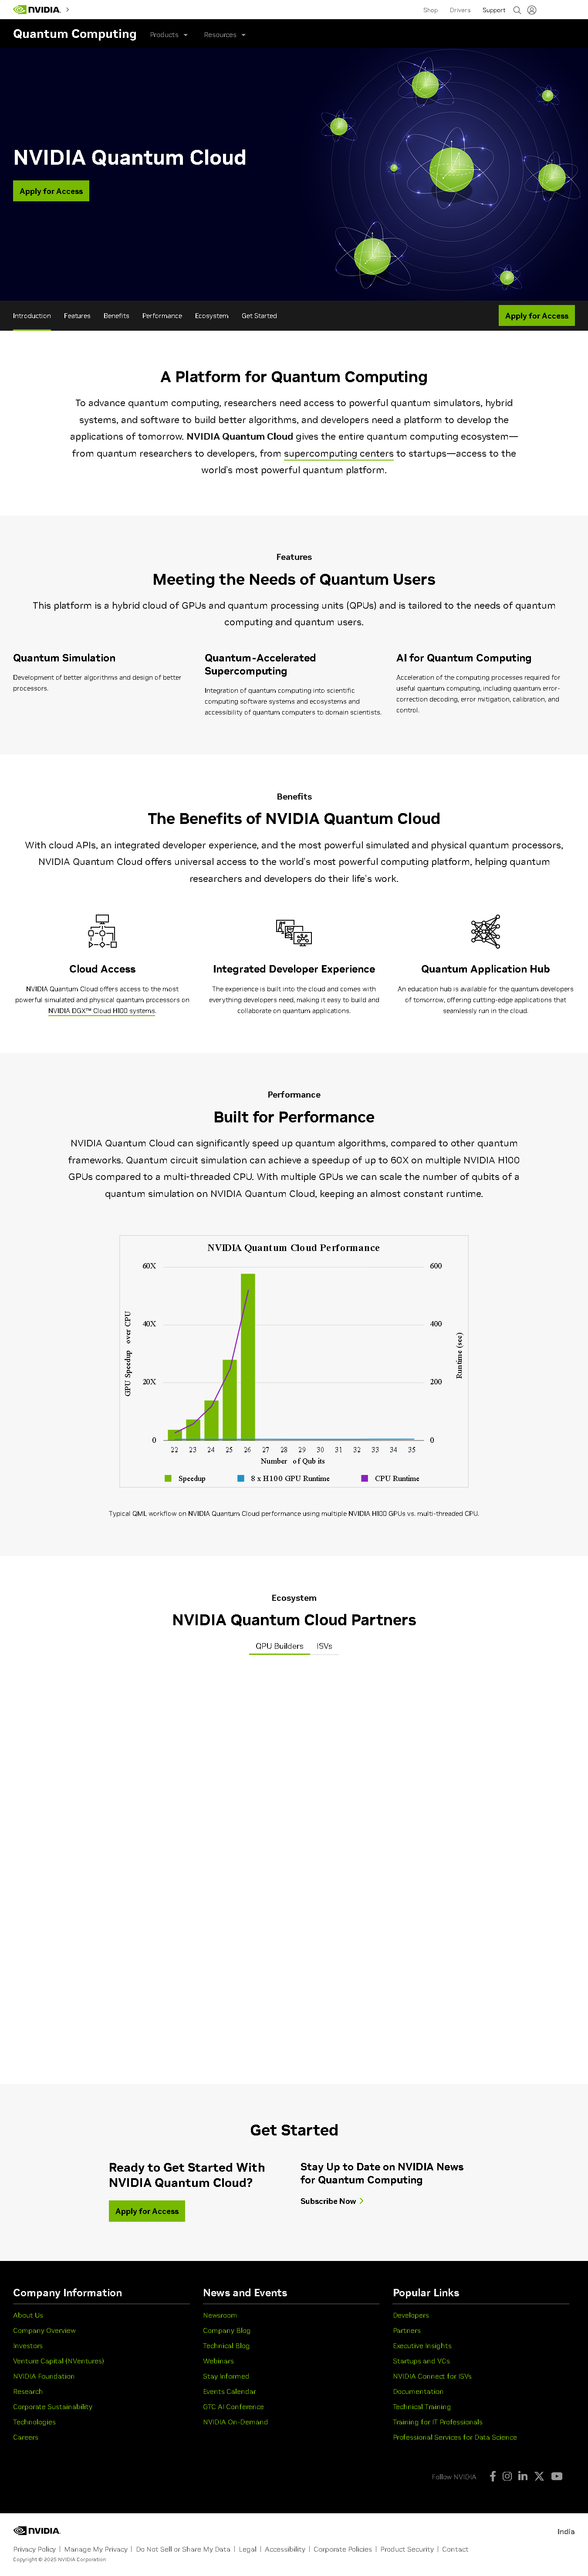 NVIDIA.
Shop
Drivers
Support
Quantum Computing
Products
Resources
NVIDIA Quantum Cloud
Apply for Access
Introduction
Features
Benefits
Performance
Ecosystem
Get Started
Apply for Access
A Platform for Quantum Computing
To advance quantum computing, researchers need access to powerful quantum simulators, hybrid
systems, and software to build better algorithms, and developers need a platform to develop the
applications of tomorrow. NVIDIA Quantum Cloud gives the entire quantum computing ecosystem—
from quantum researchers to developers, from supercomputing centers to startups—access to the
world's most powerful quantum platform.
Features
Meeting the Needs of Quantum Users
This platform is a hybrid cloud of GPUs and quantum processing units (QPUs) and is tailored to the needs of quantum
computing and quantum users.
Quantum Simulation
Development of better algorithms and design of better
processors.
Quantum-Accelerated
Supercomputing
Integration of quantum computing into scientific
computing software systems and ecosystems and
accessibility of quantum computers to domain scientists.
AI for Quantum Computing
Acceleration of the computing processes required for
useful quantum computing, including quantum error-
correction decoding, error mitigation, calibration, and
control.
Benefits
The Benefits of NVIDIA Quantum Cloud
With cloud APIs, an integrated developer experience, and the most powerful simulated and physical quantum processors,
NVIDIA Quantum Cloud offers universal access to the world's most powerful computing platform, helping quantum
researchers and developers do their life's work.
Cloud Access
NVIDIA Quantum Cloud offers access to the most
powerful simulated and physical quantum processors on
NVIDIA DGX™ Cloud H100 systems.
Integrated Developer Experience
The experience is built into the cloud and comes with
everything developers need, making it easy to build and
collaborate on quantum applications.
Quantum Application Hub
An education hub is available for the quantum developers
of tomorrow, offering cutting-edge applications that
seamlessly run in the cloud.
Performance
Built for Performance
NVIDIA Quantum Cloud can significantly speed up quantum algorithms, compared to other quantum
frameworks. Quantum circuit simulation can achieve a speedup of up to 60X on multiple NVIDIA H100
GPUs compared to a multi-threaded CPU. With multiple GPUs we can scale the number of qubits of a
quantum simulation on NVIDIA Quantum Cloud, keeping an almost constant runtime.
NVIDIA Quantum Cloud Performance
60X
600
40X
400
20X
200
0
0
GPU Speedup over CPU
Runtime (sec)
22 23 24 25 26 27 28 29 30 31 32 33 34 35
Number of Qub its
Speedup
8 x H100 GPU Runtime
CPU Runtime
Typical QML workflow on NVIDIA Quantum Cloud performance using multiple NVIDIA H100 GPUs vs. multi-threaded CPU.
Ecosystem
NVIDIA Quantum Cloud Partners
QPU Builders
ISVs
Get Started
Ready to Get Started With
NVIDIA Quantum Cloud?
Apply for Access
Stay Up to Date on NVIDIA News
for Quantum Computing
Subscribe Now
Company Information
About Us
Company Overview
Investors
Venture Capital (NVentures)
NVIDIA Foundation
Research
Corporate Sustainability
Technologies
Careers
News and Events
Newsroom
Company Blog
Technical Blog
Webinars
Stay Informed
Events Calendar
GTC AI Conference
NVIDIA On-Demand
Popular Links
Developers
Partners
Executive Insights
Startups and VCs
NVIDIA Connect for ISVs
Documentation
Technical Training
Training for IT Professionals
Professional Services for Data Science
Follow NVIDIA
NVIDIA.
India
Privacy Policy | Manage My Privacy | Do Not Sell or Share My Data | Legal | Accessibility | Corporate Policies | Product Security | Contact
Copyright © 2025 NVIDIA Corporation